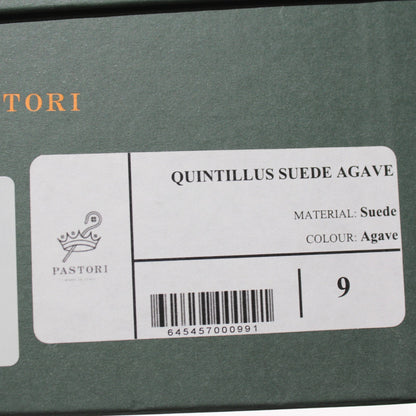 TORI
QUINTILLUS SUEDE AGAVE
MATERIAL: Suede
COLOUR: Agave
PASTORI
9
645457000991